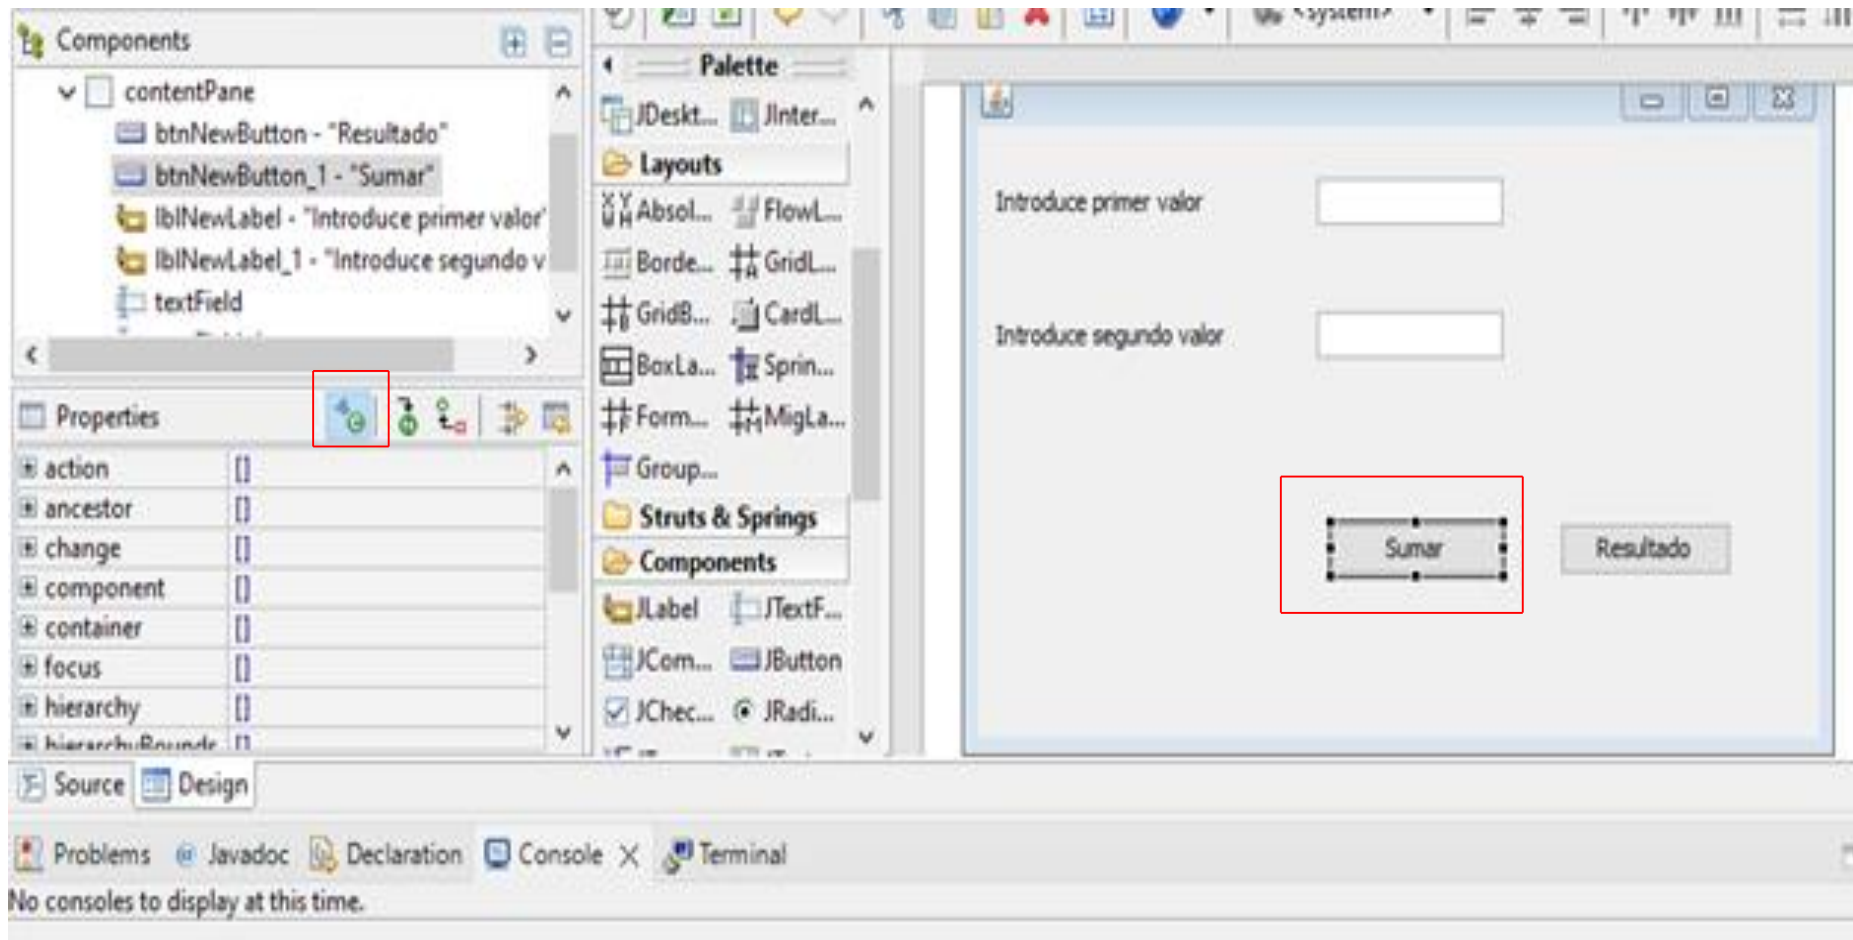 Components
contentPane
btnNewButton - "Resultado"
btnNewButton_1 - "Sumar"
lblNewLabel - "Introduce primer valor"
lblNewLabel_1 - "Introduce segundo v
textField
Properties
action []
ancestor []
change []
component []
container []
focus []
hierarchy []
hierarchyBounds []
Palette
JDeskt... JInter...
Layouts
Absol... FlowL...
Borde... GridL...
GridB... CardL...
BoxLa... Sprin...
Form... MigLa...
Group...
Struts & Springs
Components
JLabel JTextF...
JCom... JButton
JChec... JRadi...
<system>
Introduce primer valor
Introduce segundo valor
Sumar Resultado
Source Design
Problems Javadoc Declaration Console Terminal
No consoles to display at this time.